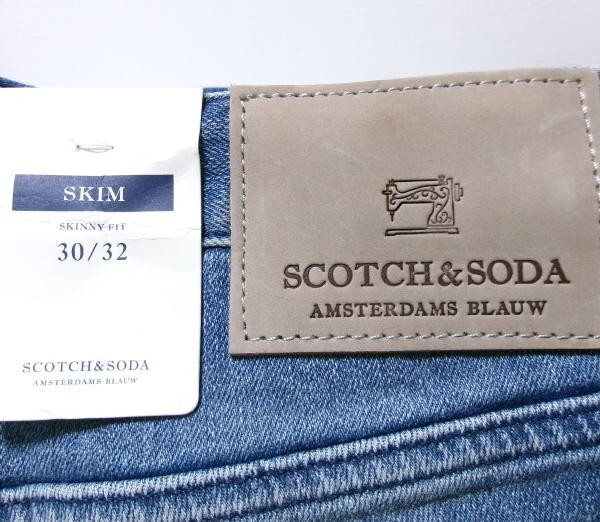 SKIM
SKINNY FIT
30/32
SCOTCH&SODA
AMSTERDAMS BLAUW
SCOTCH&SODA
AMSTERDAMS BLAUW